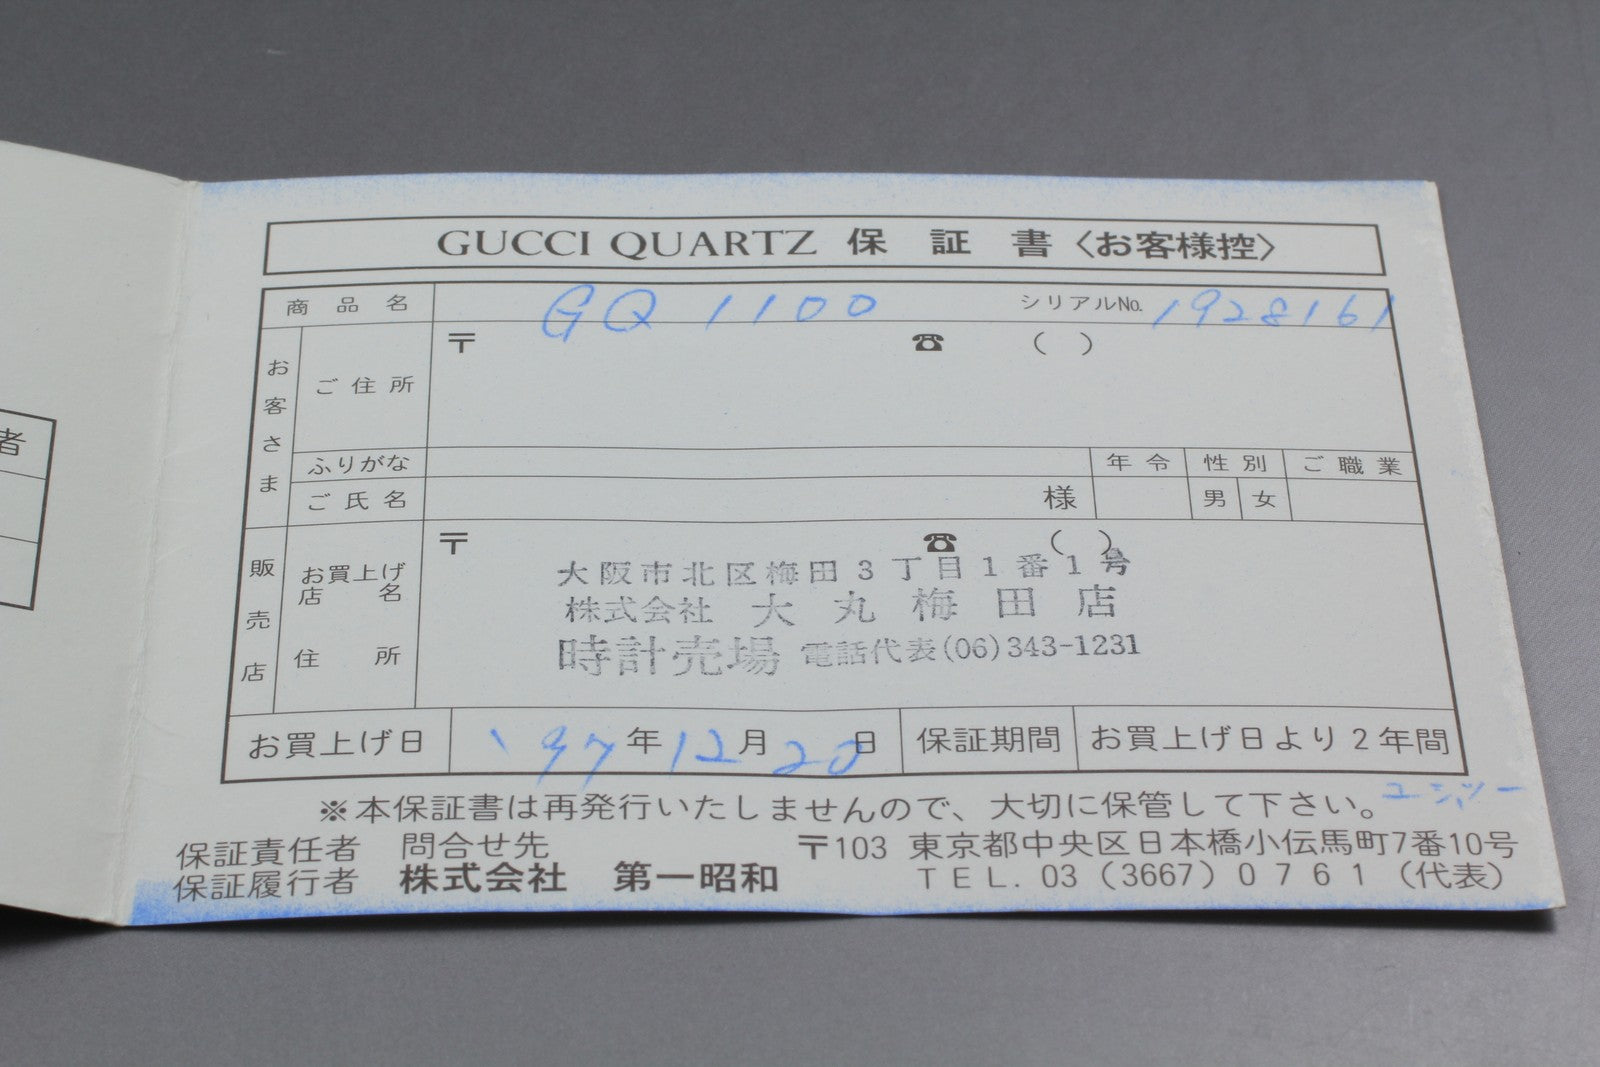 者
GUCCI QUARTZ 保証書〈お客様控〉
商品名 GQ 1100 シリアルNo. 1928161
お客さま
ご住所 〒 ☎ ( )
ふりがな 年令 性別 ご職業
ご氏名 様 男 女
販売店
お買上げ店名 〒 ☎ ( )
住所
大阪市北区梅田3丁目1番1号
株式会社 大丸梅田店
時計売場 電話代表(06)343-1231
お買上げ日 '97年12月20日 保証期間 お買上げ日より2年間
※本保証書は再発行いたしませんので、大切に保管して下さい。
保証責任者 問合せ先 〒103 東京都中央区日本橋小伝馬町7番10号
保証履行者 株式会社 第一昭和 TEL. 03 (3667) 0761 (代表)